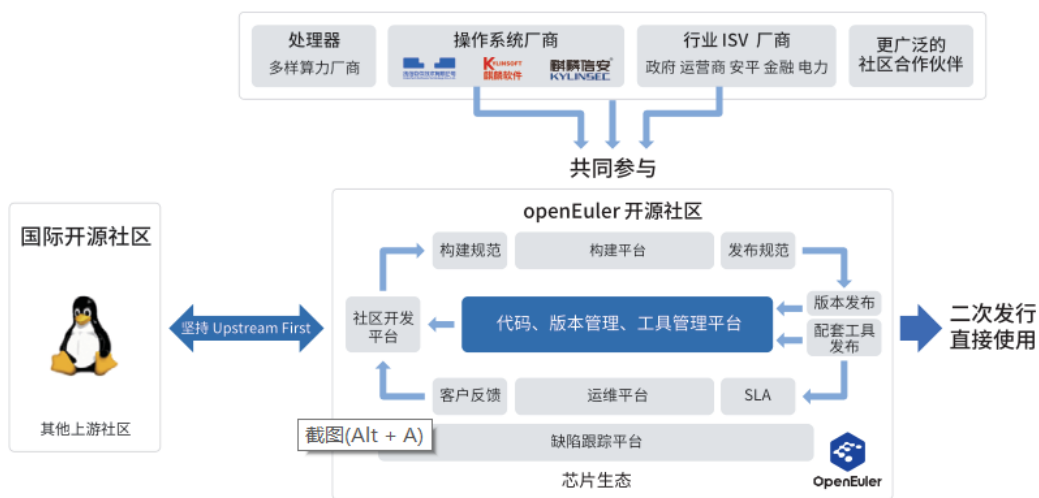 处理器
多样算力厂商
操作系统厂商
KYLINSOFT
麒麟软件
麒麟信安
KYLINSEC
行业 ISV 厂商
政府 运营商 安平 金融 电力
更广泛的
社区合作伙伴
共同参与
国际开源社区
其他上游社区
坚持 Upstream First
openEuler 开源社区
构建规范
构建平台
发布规范
社区开发
平台
代码、版本管理、工具管理平台
版本发布
配套工具
发布
客户反馈
运维平台
SLA
截图(Alt + A)
缺陷跟踪平台
芯片生态
OpenEuler
二次发行
直接使用